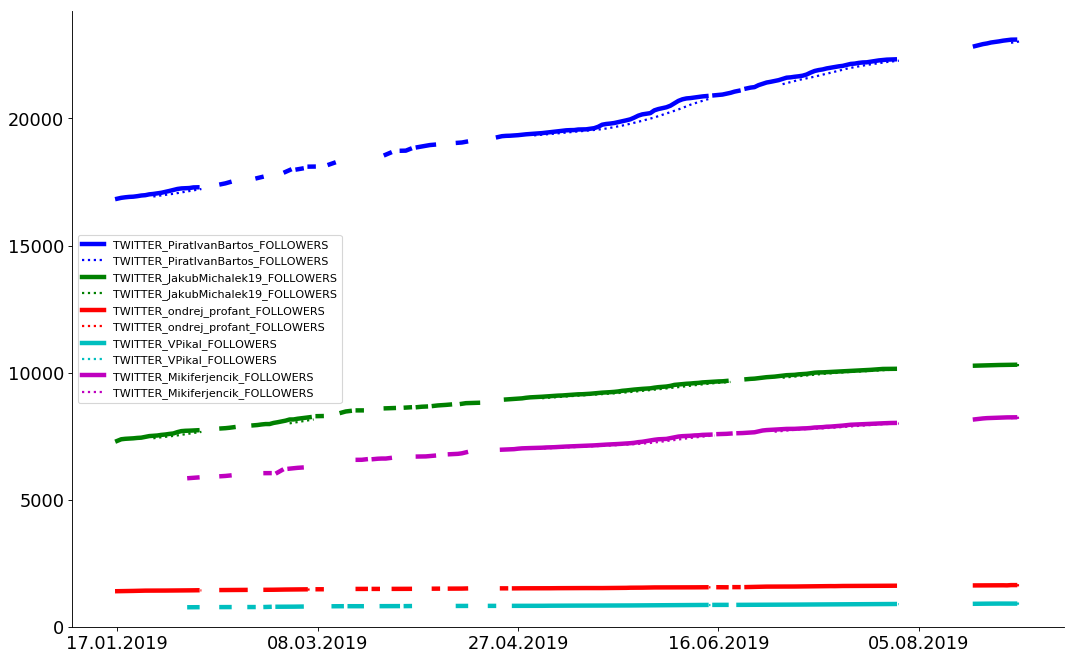 20000
15000
10000
5000
0
TWITTER_PiratIvanBartos_FOLLOWERS
TWITTER_PiratIvanBartos_FOLLOWERS
TWITTER_JakubMichalek19_FOLLOWERS
TWITTER_JakubMichalek19_FOLLOWERS
TWITTER_ondrej_profant_FOLLOWERS
TWITTER_ondrej_profant_FOLLOWERS
TWITTER_VPikal_FOLLOWERS
TWITTER_VPikal_FOLLOWERS
TWITTER_Mikiferjencik_FOLLOWERS
TWITTER_Mikiferjencik_FOLLOWERS
17.01.2019 08.03.2019 27.04.2019 16.06.2019 05.08.2019